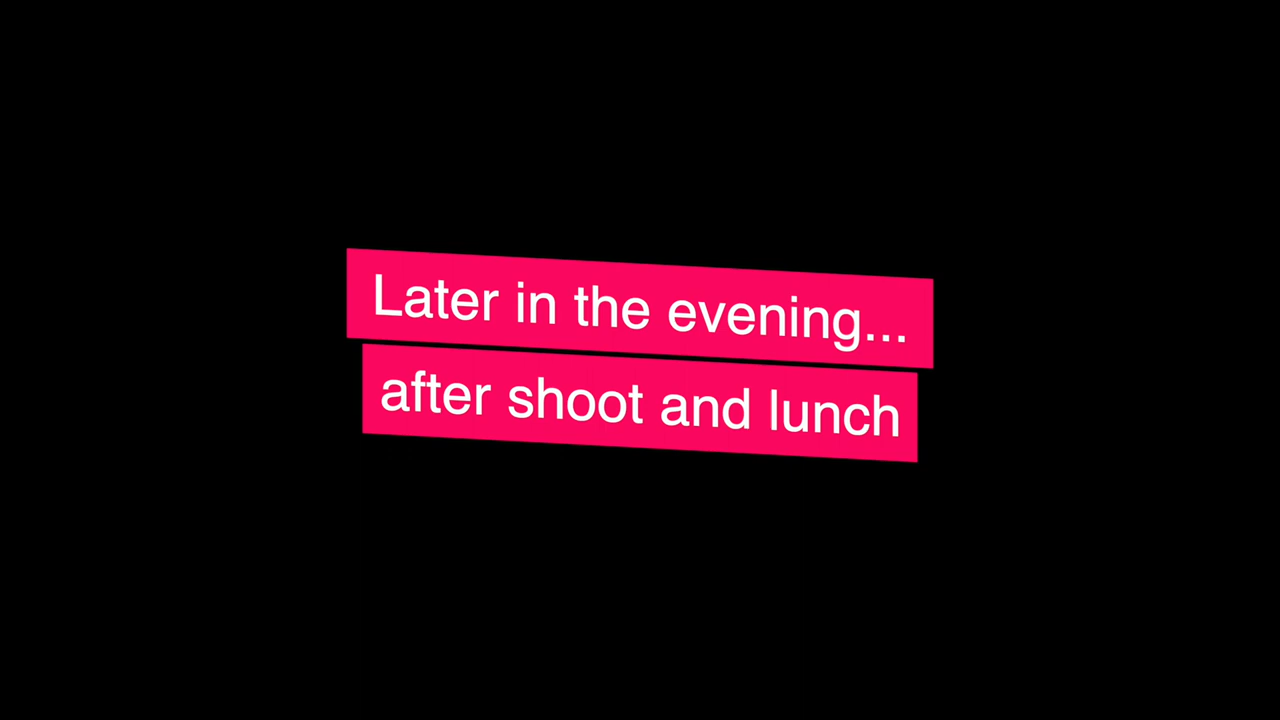 Later in the evening...
after shoot and lunch